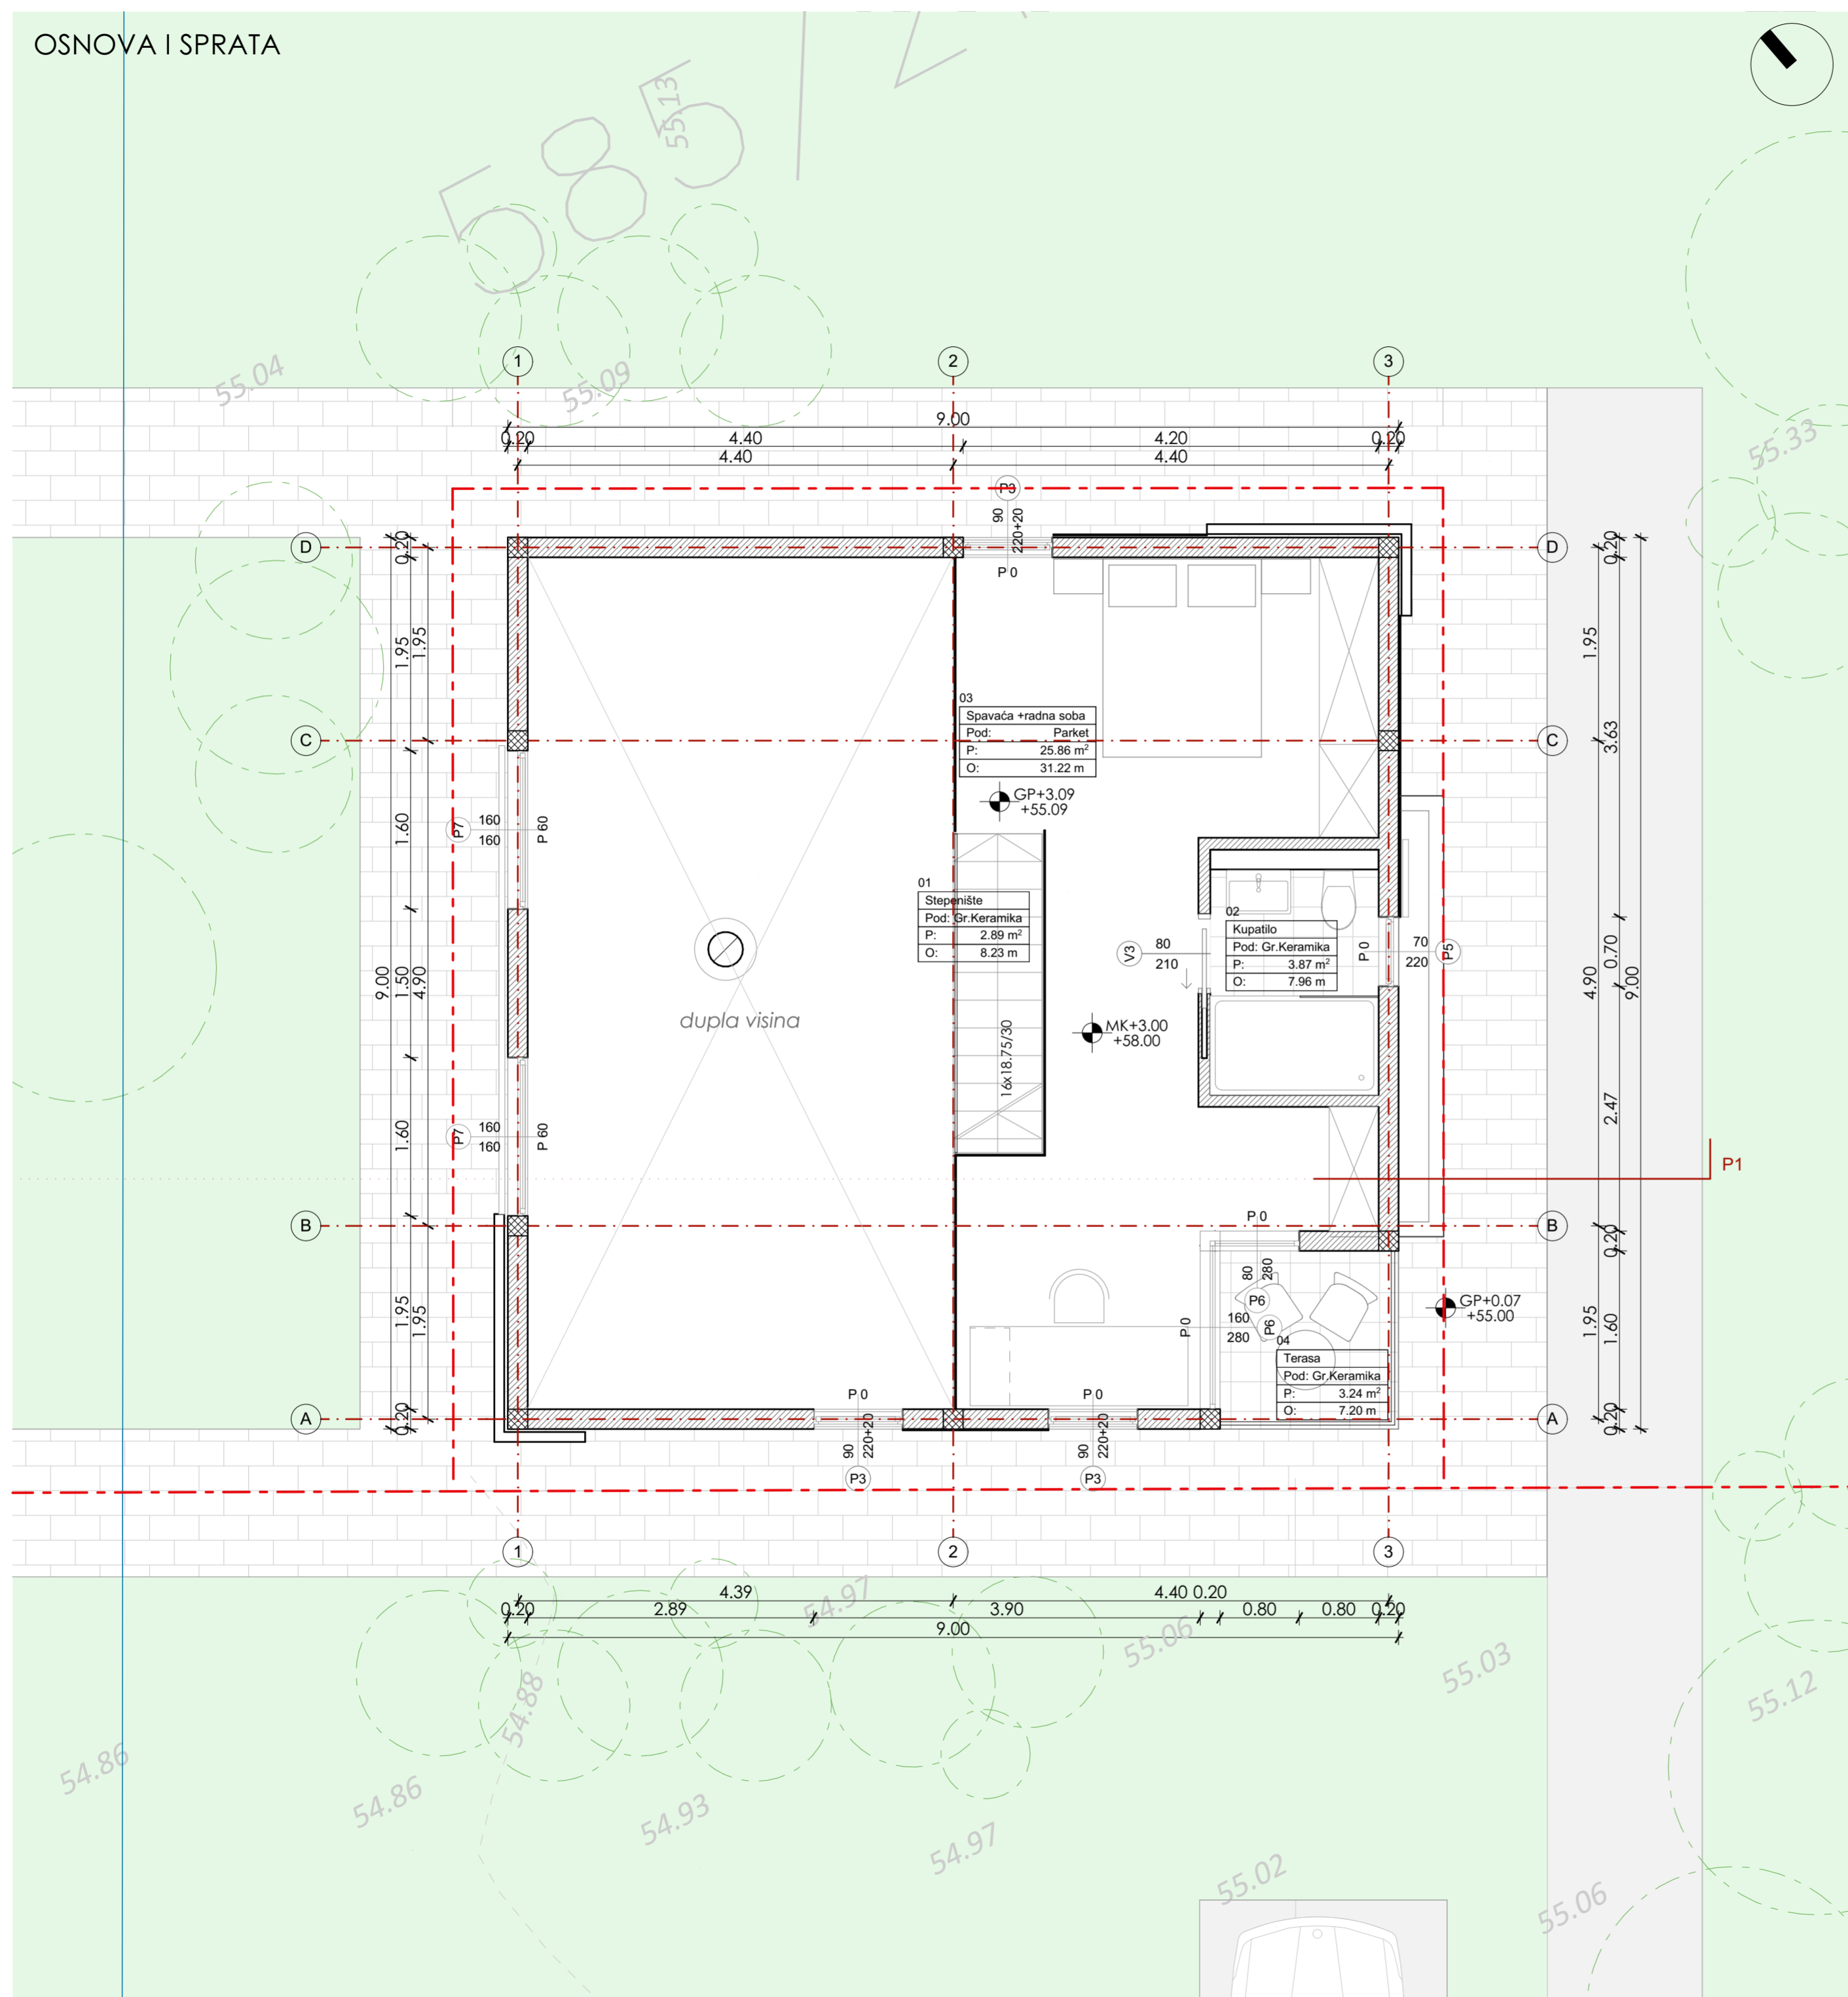 OSNOVA I SPRATA
585/2
55.13
55.04
55.09
55.33
1
2
3
9.00
0.20
4.40
4.20
0.20
4.40
4.40
P3
90
220+20
P 0
D
D
C
C
B
B
A
A
0.20
1.95
1.95
1.60
9.00
1.50
4.90
1.60
1.95
1.95
0.20
0.20
1.95
3.63
0.70
4.90
9.00
2.47
0.20
1.95
1.60
0.20
03
Spavaća +radna soba
Pod: Parket
P: 25.86 m²
O: 31.22 m
GP+3.09
+55.09
P7
160
160
P 60
01
Stepenište
Pod: Gr.Keramika
P: 2.89 m²
O: 8.23 m
02
Kupatilo
Pod: Gr.Keramika
P: 3.87 m²
O: 7.96 m
V3
80
210
P 0
70
220
P5
dupla visina
MK+3.00
+58.00
16x18.75/30
P7
160
160
P 60
P1
P 0
80
280
P6
160
280
P6
P 0
GP+0.07
+55.00
04
Terasa
Pod: Gr.Keramika
P: 3.24 m²
O: 7.20 m
P 0
90
220+20
P3
P 0
90
220+20
P3
1
2
3
4.39
4.40
0.20
0.20
2.89
3.90
0.80
0.80
0.20
9.00
54.97
55.06
55.03
55.12
54.88
54.86
54.86
54.93
54.97
55.02
55.06